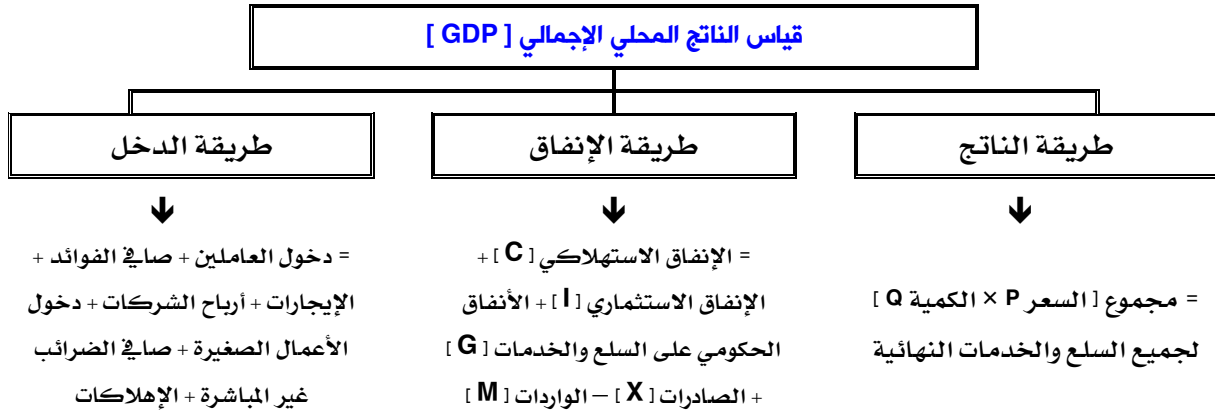 قياس الناتج المحلي الإجمالي [ GDP ]
طريقة الناتج
= مجموع [ السعر P × الكمية Q ]
لجميع السلع والخدمات النهائية
طريقة الإنفاق
= الإنفاق الاستهلاكي [ C ] +
الإنفاق الاستثماري [ I ] + الأنفاق
الحكومي على السلع والخدمات [ G ]
+ الصادرات [ X ] – الواردات [ M ]
طريقة الدخل
= دخول العاملين + صافي الفوائد +
الإيجارات + أرباح الشركات + دخول
الأعمال الصغيرة + صافي الضرائب
غير المباشرة + الإهلاكات